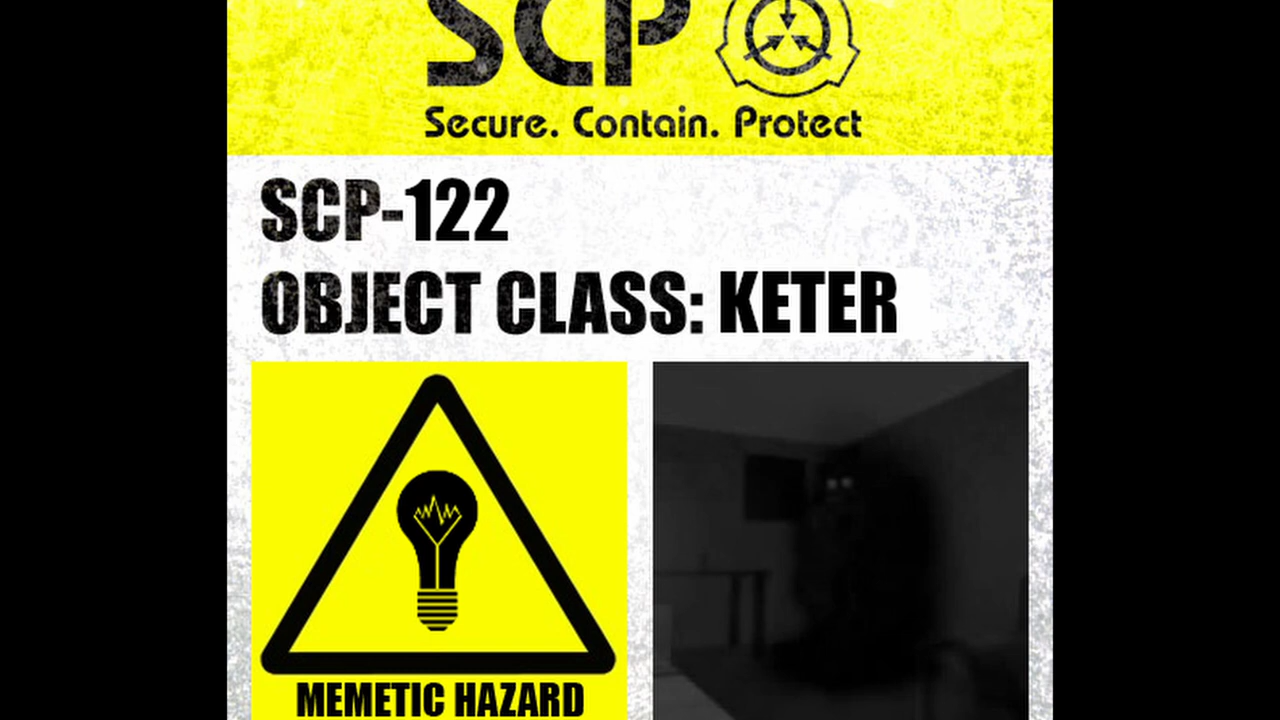 SCP
Secure. Contain. Protect
SCP-122
OBJECT CLASS: KETER
MEMETIC HAZARD